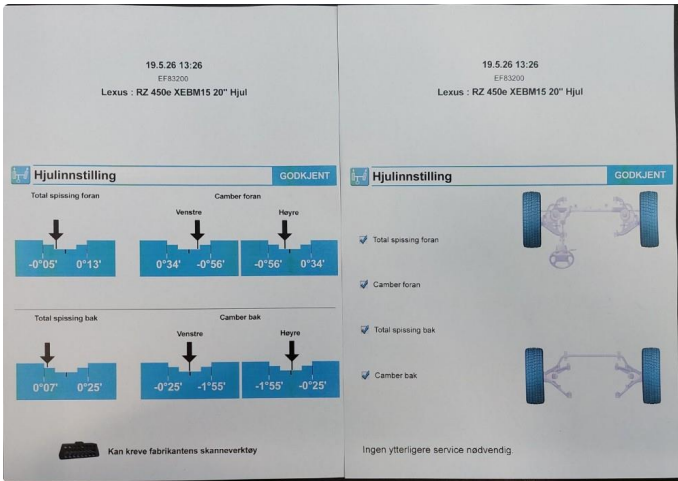 19.5.26 13:26
EF83200
Lexus : RZ 450e XEBM15 20" Hjul
Hjulinnstilling GODKJENT
Total spissing foran Camber foran
Venstre Høyre
-0°05' 0°13' 0°34' -0°56' -0°56' 0°34'
Total spissing bak Camber bak
Venstre Høyre
0°07' 0°25' -0°25' -1°55' -1°55' -0°25'
Kan kreve fabrikantens skanneverktøy
19.5.26 13:26
EF83200
Lexus : RZ 450e XEBM15 20" Hjul
Hjulinnstilling GODKJENT
Total spissing foran
Camber foran
Total spissing bak
Camber bak
Ingen ytterligere service nødvendig.